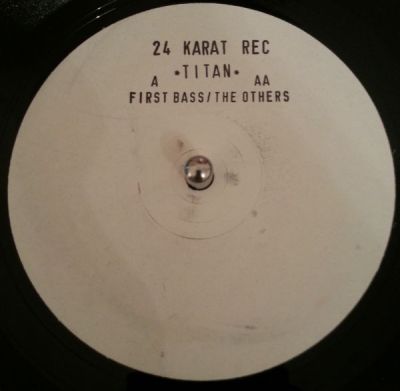 24 KARAT REC
•TITAN•
A AA
FIRST BASS/THE OTHERS